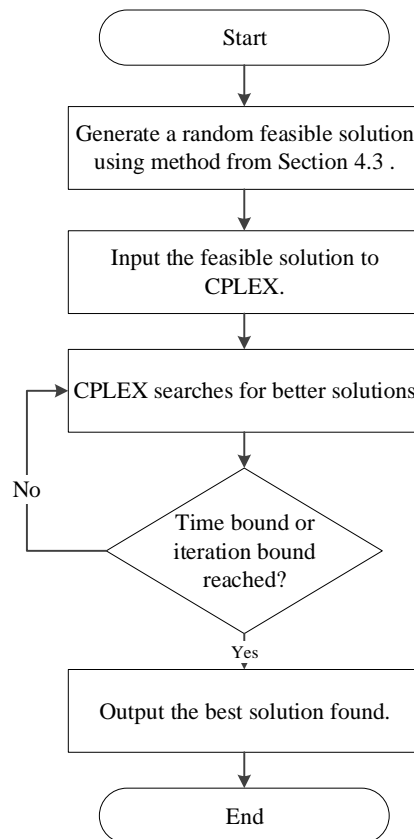 Start
Generate a random feasible solution
using method from Section 4.3 .
Input the feasible solution to
CPLEX.
CPLEX searches for better solutions
No
Time bound or
iteration bound
reached?
Yes
Output the best solution found.
End